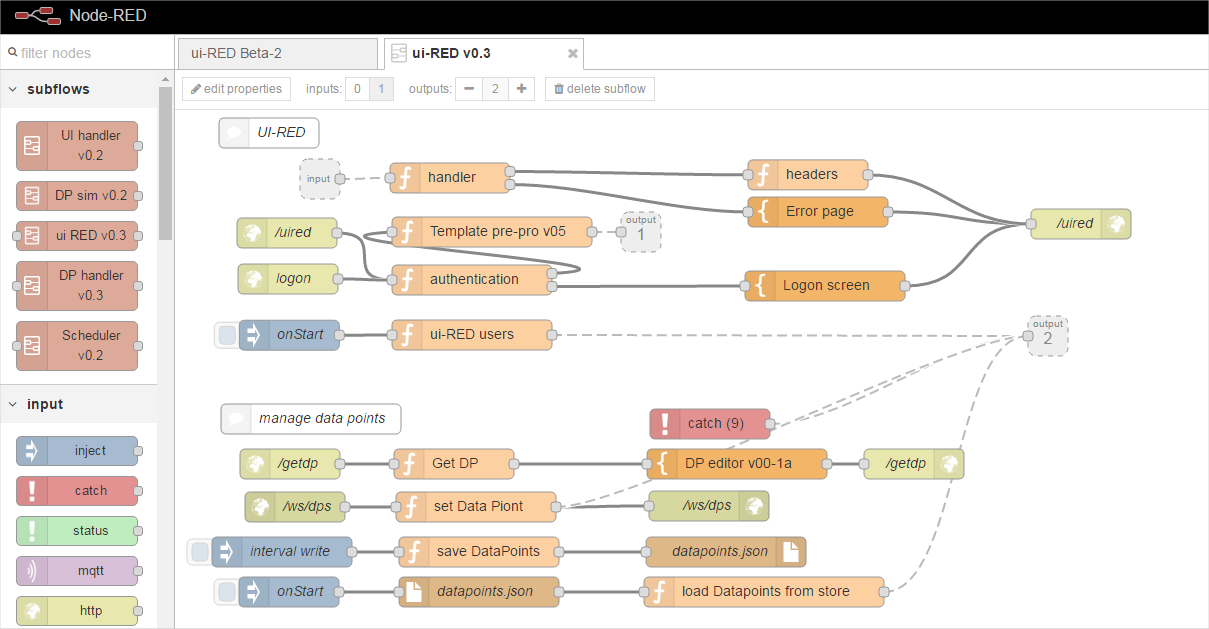 Node-RED
filter nodes
ui-RED Beta-2
ui-RED v0.3
edit properties
inputs: 0 1
outputs: 2
delete subflow
subflows
UI handler
v0.2
DP sim v0.2
ui RED v0.3
DP handler
v0.3
Scheduler
v0.2
input
inject
catch
status
mqtt
http
UI-RED
input
handler
headers
Error page
/uired
Template pre-pro v05
output
1
/uired
logon
authentication
Logon screen
onStart
ui-RED users
output
2
manage data points
catch (9)
/getdp
Get DP
DP editor v00-1a
/getdp
/ws/dps
set Data Piont
/ws/dps
interval write
save DataPoints
datapoints.json
onStart
datapoints.json
load Datapoints from store